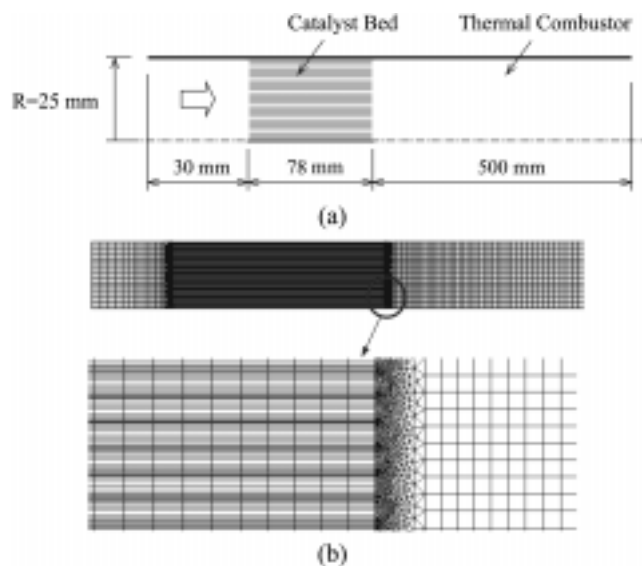 Catalyst Bed Thermal Combustor
R=25 mm
30 mm 78 mm 500 mm
(a)
(b)